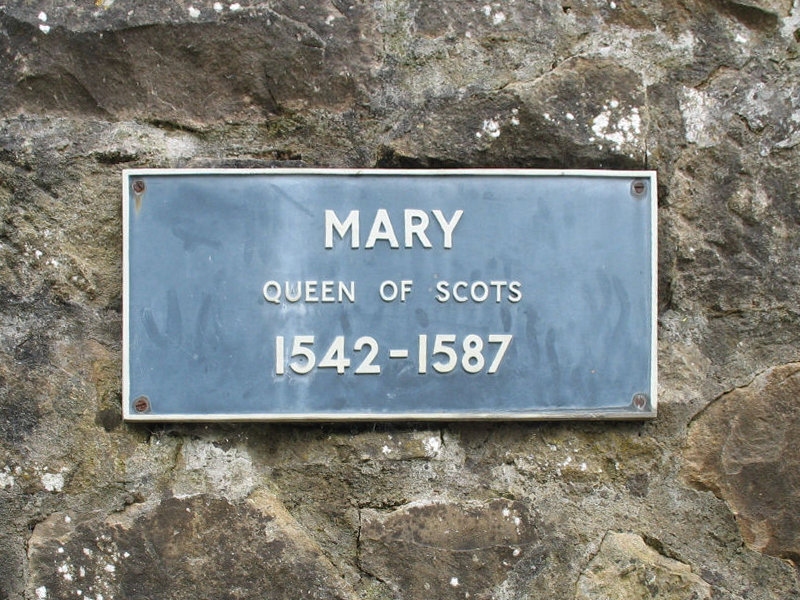 MARY
QUEEN OF SCOTS
1542-1587